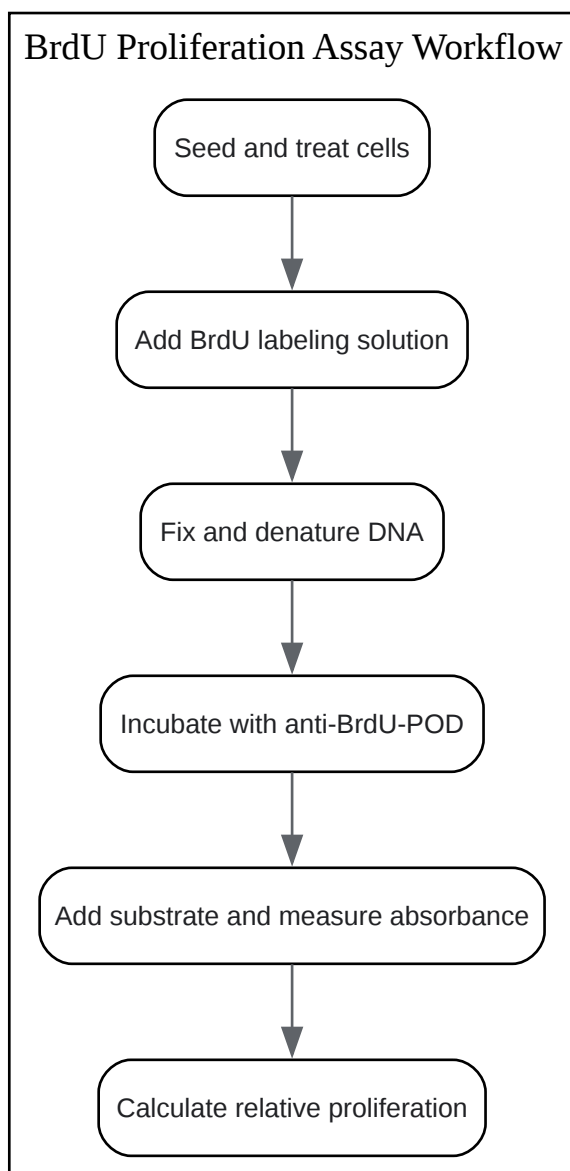 BrdU Proliferation Assay Workflow
Seed and treat cells
Add BrdU labeling solution
Fix and denature DNA
Incubate with anti-BrdU-POD
Add substrate and measure absorbance
Calculate relative proliferation